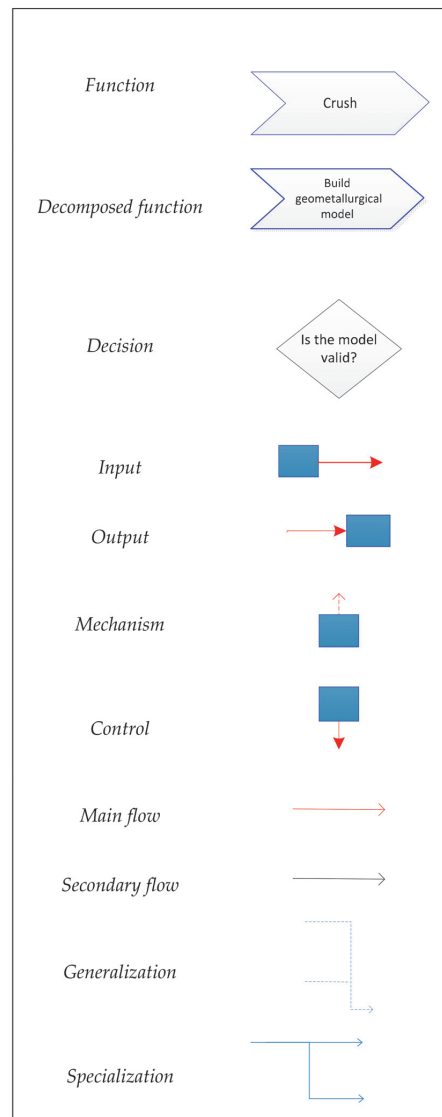 Function
Crush
Decomposed function
Build
geometallurgical
model
Decision
Is the model
valid?
Input
Output
Mechanism
Control
Main flow
Secondary flow
Generalization
Specialization